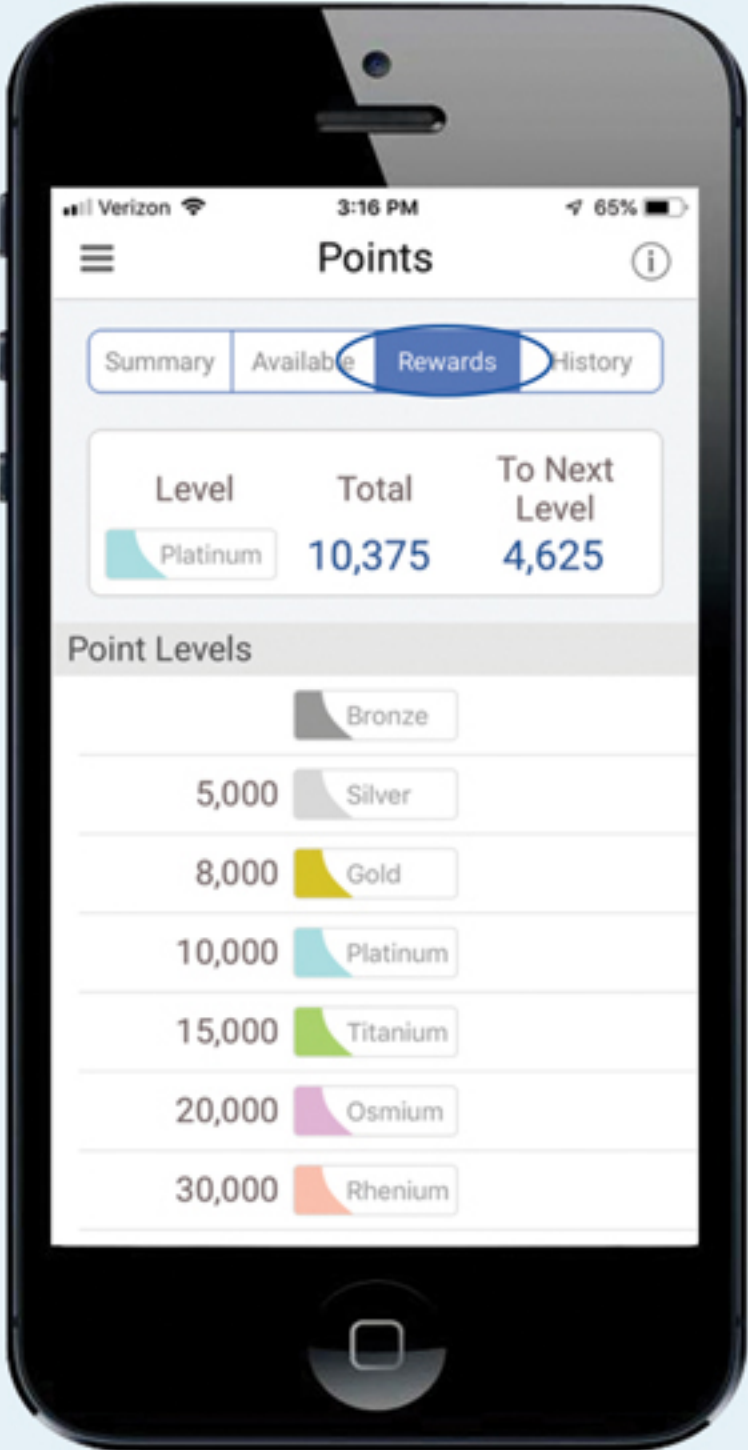 Verizon 3:16 PM 65%
Points
Summary Available Rewards History
Level Total To Next Level
Platinum 10,375 4,625
Point Levels
Bronze
5,000 Silver
8,000 Gold
10,000 Platinum
15,000 Titanium
20,000 Osmium
30,000 Rhenium